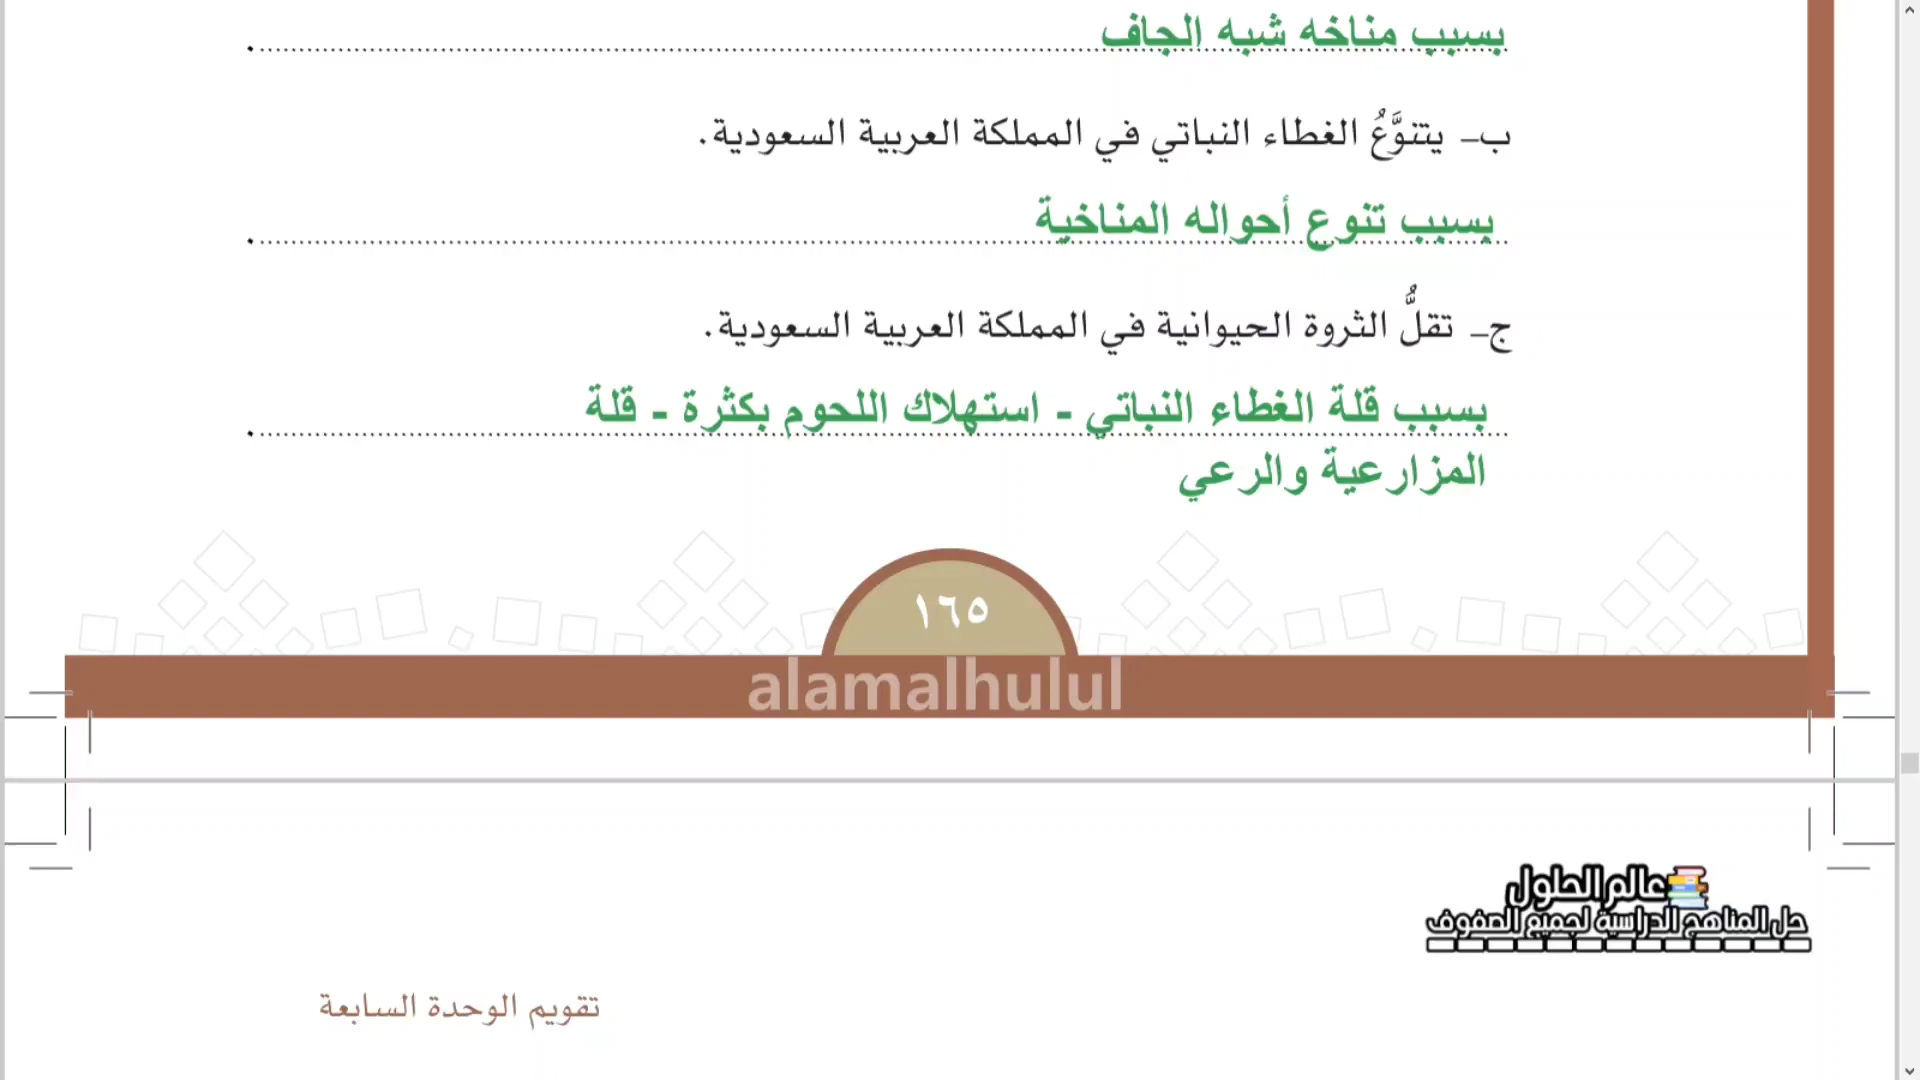 بسبب مناخه شبه الجاف
ب- يتنوَّعُ الغطاء النباتي في المملكة العربية السعودية.
بسبب تنوع أحواله المناخية
ج- تقلُّ الثروة الحيوانية في المملكة العربية السعودية.
بسبب قلة الغطاء النباتي - استهلاك اللحوم بكثرة - قلة
المزارعية والرعي
١٦٥
alamalhulul
عالم الحلول
حل المناهج الدراسية لجميع الصفوف
تقويم الوحدة السابعة